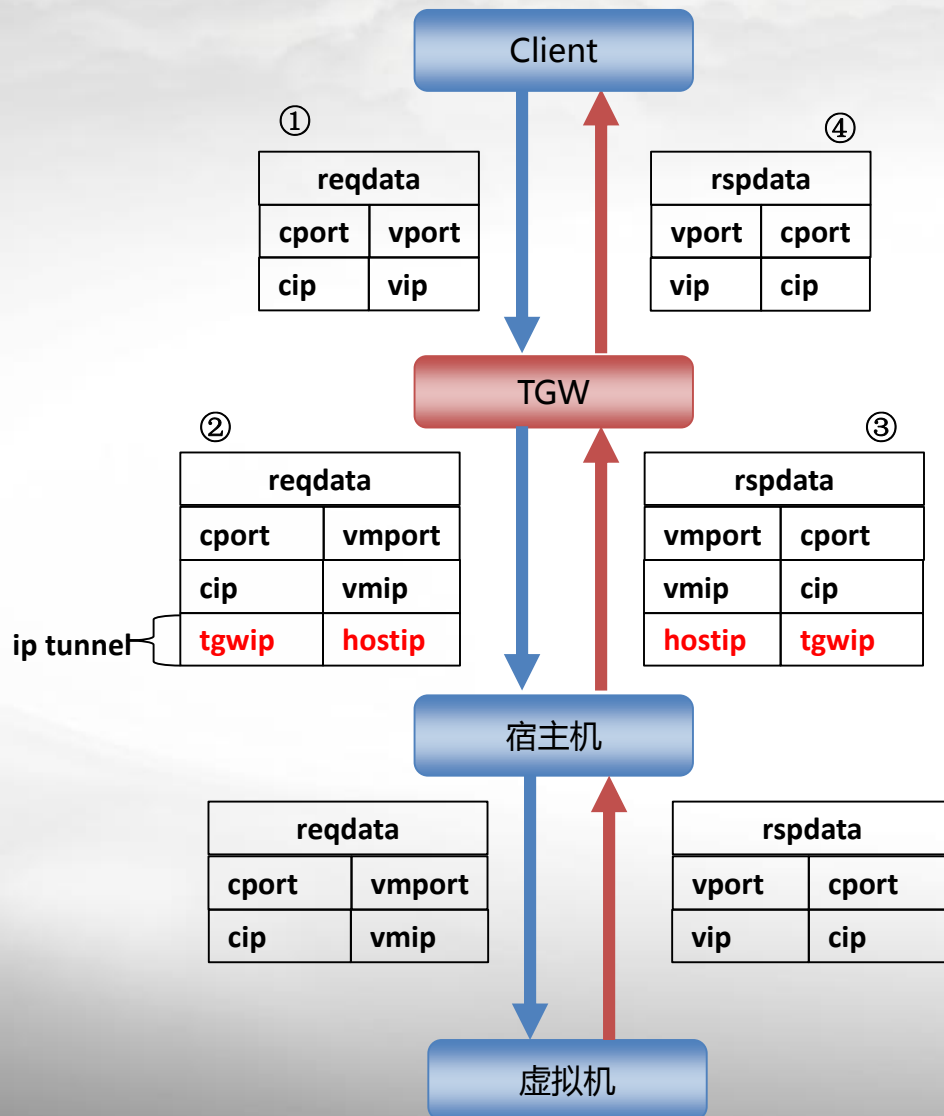 Client
①
④
reqdata
cport vport
cip vip
rspdata
vport cport
vip cip
TGW
②
③
reqdata
cport vmport
cip vmip
tgwip hostip
ip tunnel
rspdata
vmport cport
vmip cip
hostip tgwip
宿主机
reqdata
cport vmport
cip vmip
rspdata
vport cport
vip cip
虚拟机